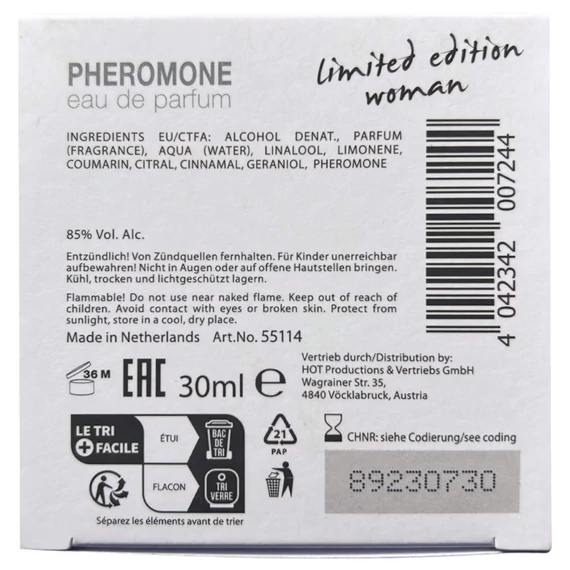 PHEROMONE
eau de parfum
limited edition
woman
INGREDIENTS EU/CTFA: ALCOHOL DENAT., PARFUM
(FRAGRANCE), AQUA (WATER), LINALOOL, LIMONENE,
COUMARIN, CITRAL, CINNAMAL, GERANIOL, PHEROMONE
85% Vol. Alc.
Entzündlich! Von Zündquellen fernhalten. Für Kinder unerreichbar
aufbewahren! Nicht in Augen oder auf offene Hautstellen bringen.
Kühl, trocken und lichtgeschützt lagern.
Flammable! Do not use near naked flame. Keep out of reach of
children. Avoid contact with eyes or broken skin. Protect from
sunlight, store in a cool, dry place.
Made in Netherlands Art.No. 55114
4 042342 007244
36 M
EAC
30ml e
Vertrieb durch/Distribution by:
HOT Productions & Vertriebs GmbH
Wagrainer Str. 35,
4840 Vöcklabruck, Austria
LE TRI
+ FACILE
ÉTUI
BAC
DE
TRI
FLACON
TRI
VERRE
Séparez les éléments avant de trier
21
PAP
CHNR: siehe Codierung/see coding
89230730